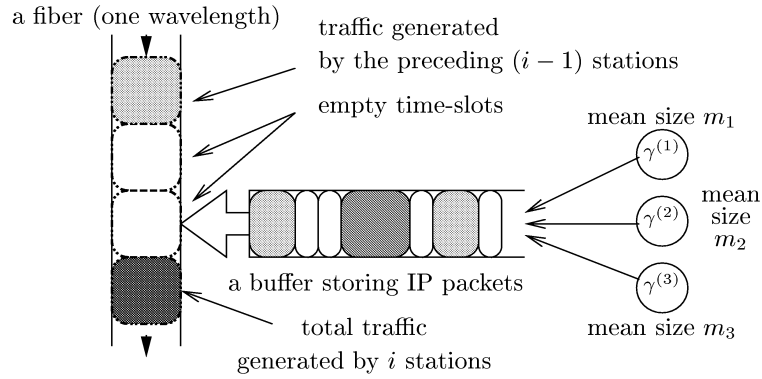 a fiber (one wavelength)
traffic generated
by the preceding (i − 1) stations
empty time-slots
mean size m₁
γ⁽¹⁾
mean
size
m₂
γ⁽²⁾
γ⁽³⁾
a buffer storing IP packets
mean size m₃
total traffic
generated by i stations